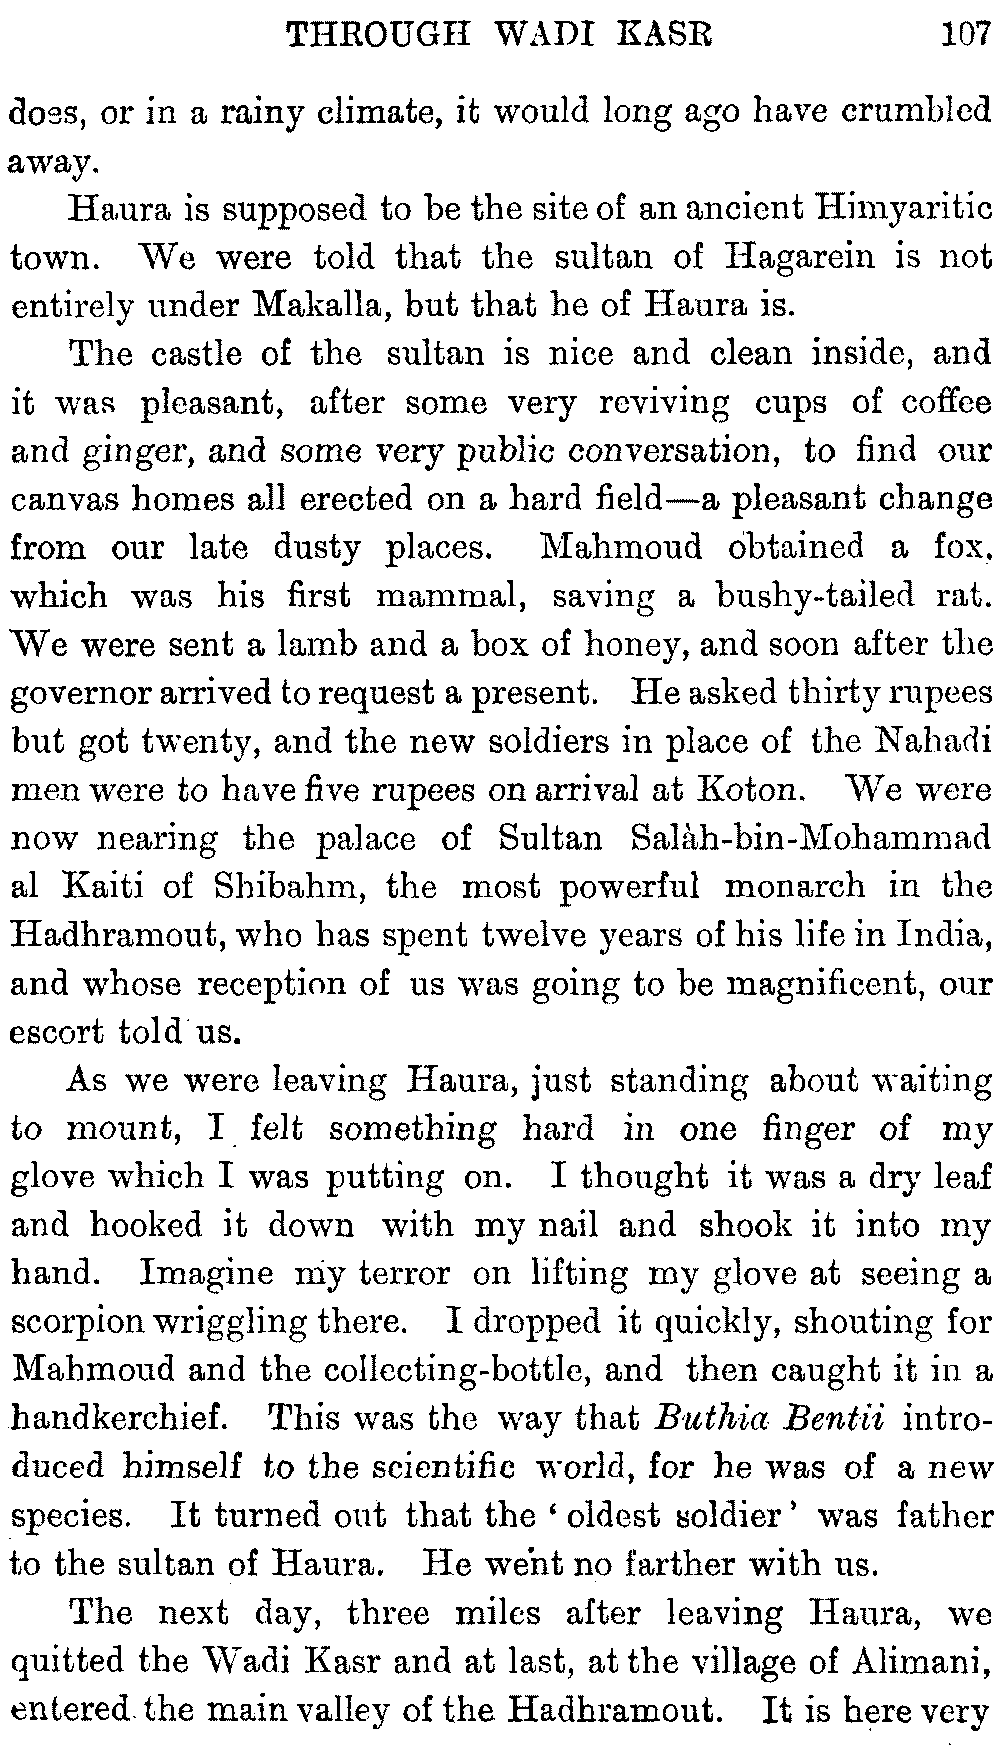 THROUGH WADI KASR 107
does, or in a rainy climate, it would long ago have crumbled
away.
Haura is supposed to be the site of an ancient Himyaritic
town. We were told that the sultan of Hagarein is not
entirely under Makalla, but that he of Haura is.
The castle of the sultan is nice and clean inside, and
it was pleasant, after some very reviving cups of coffee
and ginger, and some very public conversation, to find our
canvas homes all erected on a hard field—a pleasant change
from our late dusty places. Mahmoud obtained a fox,
which was his first mammal, saving a bushy-tailed rat.
We were sent a lamb and a box of honey, and soon after the
governor arrived to request a present. He asked thirty rupees
but got twenty, and the new soldiers in place of the Nahadi
men were to have five rupees on arrival at Koton. We were
now nearing the palace of Sultan Salàh-bin-Mohammad
al Kaiti of Shibahm, the most powerful monarch in the
Hadhramout, who has spent twelve years of his life in India,
and whose reception of us was going to be magnificent, our
escort told us.
As we were leaving Haura, just standing about waiting
to mount, I felt something hard in one finger of my
glove which I was putting on. I thought it was a dry leaf
and hooked it down with my nail and shook it into my
hand. Imagine my terror on lifting my glove at seeing a
scorpion wriggling there. I dropped it quickly, shouting for
Mahmoud and the collecting-bottle, and then caught it in a
handkerchief. This was the way that Buthia Bentii intro-
duced himself to the scientific world, for he was of a new
species. It turned out that the ‘ oldest soldier ’ was father
to the sultan of Haura. He went no farther with us.
The next day, three miles after leaving Haura, we
quitted the Wadi Kasr and at last, at the village of Alimani,
entered the main valley of the Hadhramout. It is here very